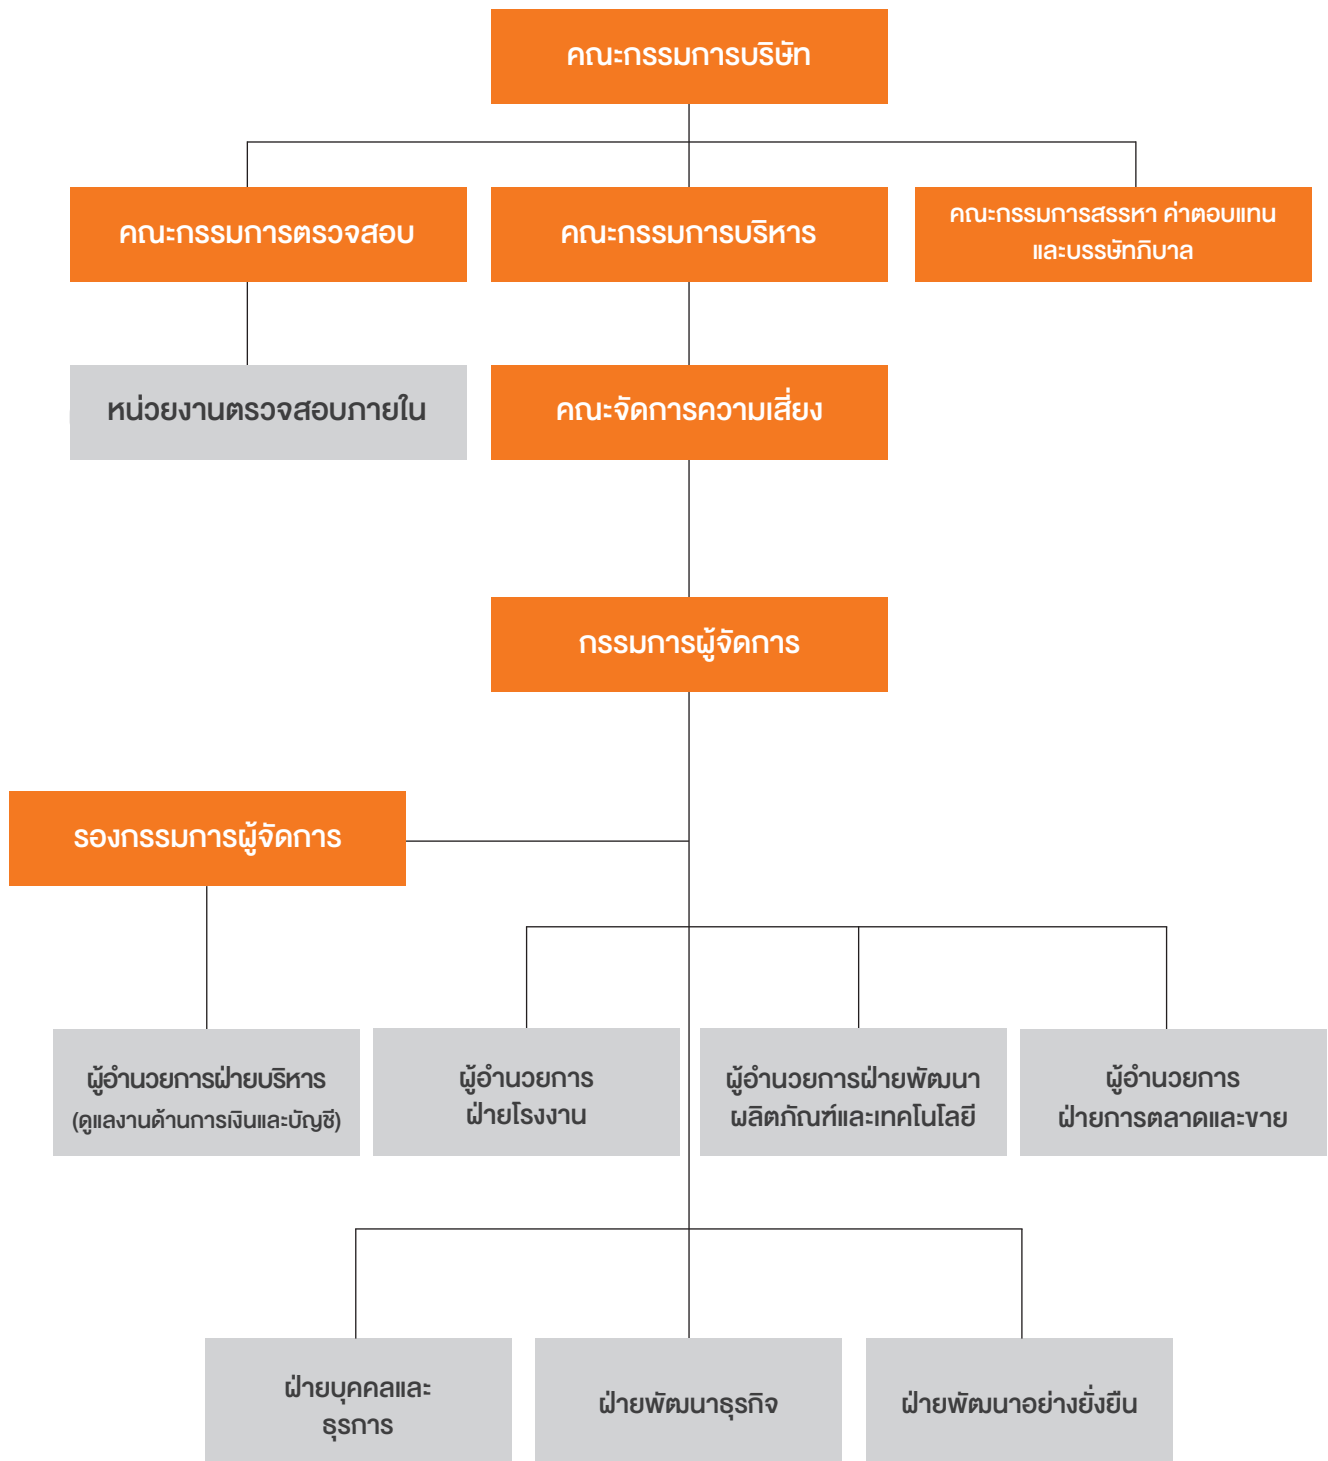 คณะกรรมการบริษัท
คณะกรรมการตรวจสอบ
คณะกรรมการบริหาร
คณะกรรมการสรรหา ค่าตอบแทน
และบรรษัทภิบาล
หน่วยงานตรวจสอบภายใน
คณะจัดการความเสี่ยง
กรรมการผู้จัดการ
รองกรรมการผู้จัดการ
ผู้อำนวยการฝ่ายบริหาร
(ดูแลงานด้านการเงินและบัญชี)
ผู้อำนวยการ
ฝ่ายโรงงาน
ผู้อำนวยการฝ่ายพัฒนา
ผลิตภัณฑ์และเทคโนโลยี
ผู้อำนวยการ
ฝ่ายการตลาดและขาย
ฝ่ายบุคคลและ
ธุรการ
ฝ่ายพัฒนาธุรกิจ
ฝ่ายพัฒนาอย่างยั่งยืน